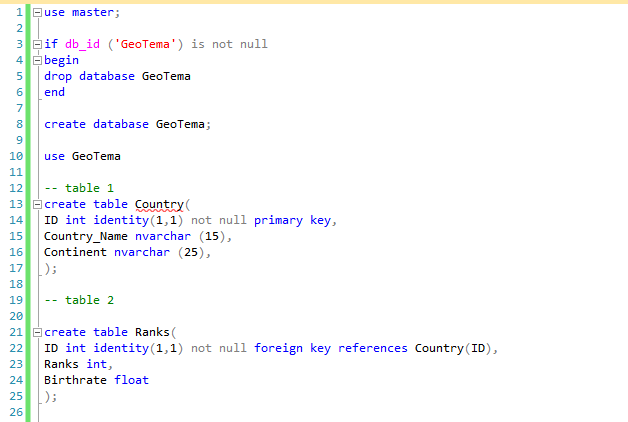 1 use master;
2
3 if db_id ('GeoTema') is not null
4 begin
5 drop database GeoTema
6 end
7
8 create database GeoTema;
9
10 use GeoTema
11
12 -- table 1
13 create table Country(
14 ID int identity(1,1) not null primary key,
15 Country_Name nvarchar (15),
16 Continent nvarchar (25),
17 );
18
19 -- table 2
20
21 create table Ranks(
22 ID int identity(1,1) not null foreign key references Country(ID),
23 Ranks int,
24 Birthrate float
25 );
26